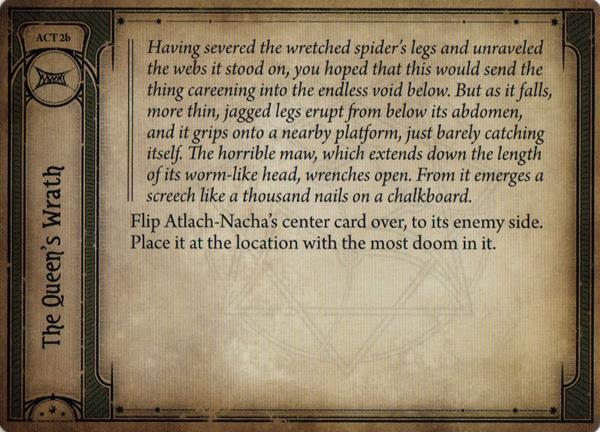 ACT 2b
The Queen's Wrath
Having severed the wretched spider's legs and unraveled
the webs it stood on, you hoped that this would send the
thing careening into the endless void below. But as it falls,
more thin, jagged legs erupt from below its abdomen,
and it grips onto a nearby platform, just barely catching
itself. The horrible maw, which extends down the length
of its worm-like head, wrenches open. From it emerges a
screech like a thousand nails on a chalkboard.
Flip Atlach-Nacha's center card over, to its enemy side.
Place it at the location with the most doom in it.